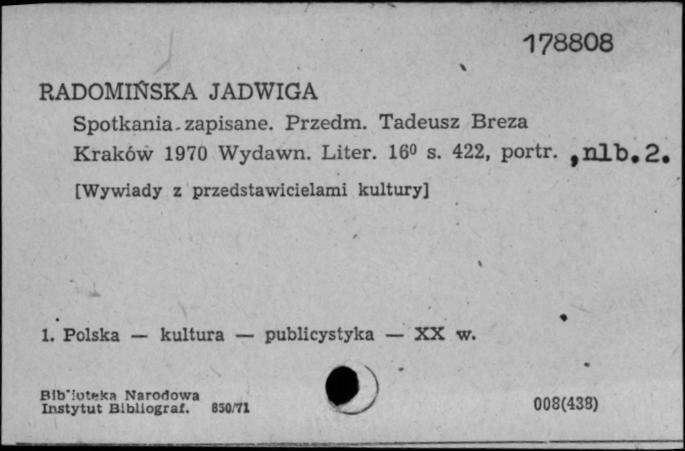 178808
RADOMIŃSKA JADWIGA
Spotkania zapisane. Przedm. Tadeusz Breza
Kraków 1970 Wydawn. Liter. 16⁰ s. 422, portr. , nlb. 2.
[Wywiady z przedstawicielami kultury]
1. Polska — kultura — publicystyka — XX w.
Biblioteka Narodowa
Instytut Bibliograf. 850/71
008(438)